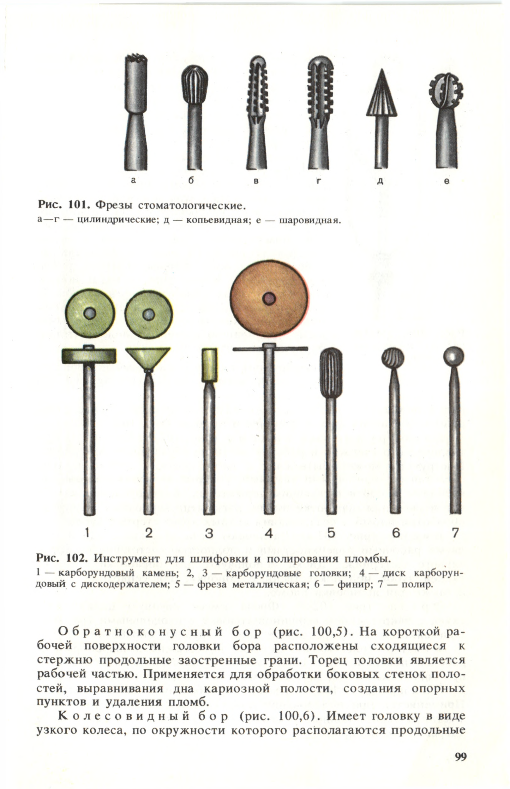 а б в г д е
Рис. 101. Фрезы стоматологические.
а—г — цилиндрические; д — копьевидная; е — шаровидная.
1 2 3 4 5 6 7
Рис. 102. Инструмент для шлифовки и полирования пломбы.
1 — карборундовый камень; 2, 3 — карборундовые головки; 4 — диск карборун-
довый с дискодержателем; 5 — фреза металлическая; 6 — финир; 7 — полир.
Обратноконусный бор (рис. 100,5). На короткой ра-
бочей поверхности головки бора расположены сходящиеся к
стержню продольные заостренные грани. Торец головки является
рабочей частью. Применяется для обработки боковых стенок поло-
стей, выравнивания дна кариозной полости, создания опорных
пунктов и удаления пломб.
Колесовидный бор (рис. 100,6). Имеет головку в виде
узкого колеса, по окружности которого располагаются продольные
99